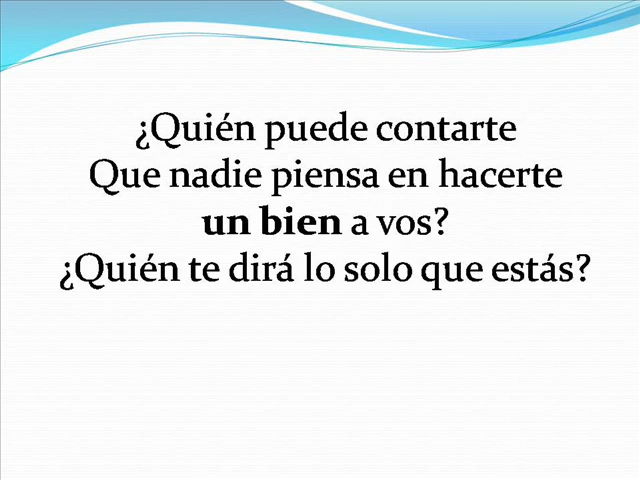 ¿Quién puede contarte
Que nadie piensa en hacerte
un bien a vos?
¿Quién te dirá lo solo que estás?